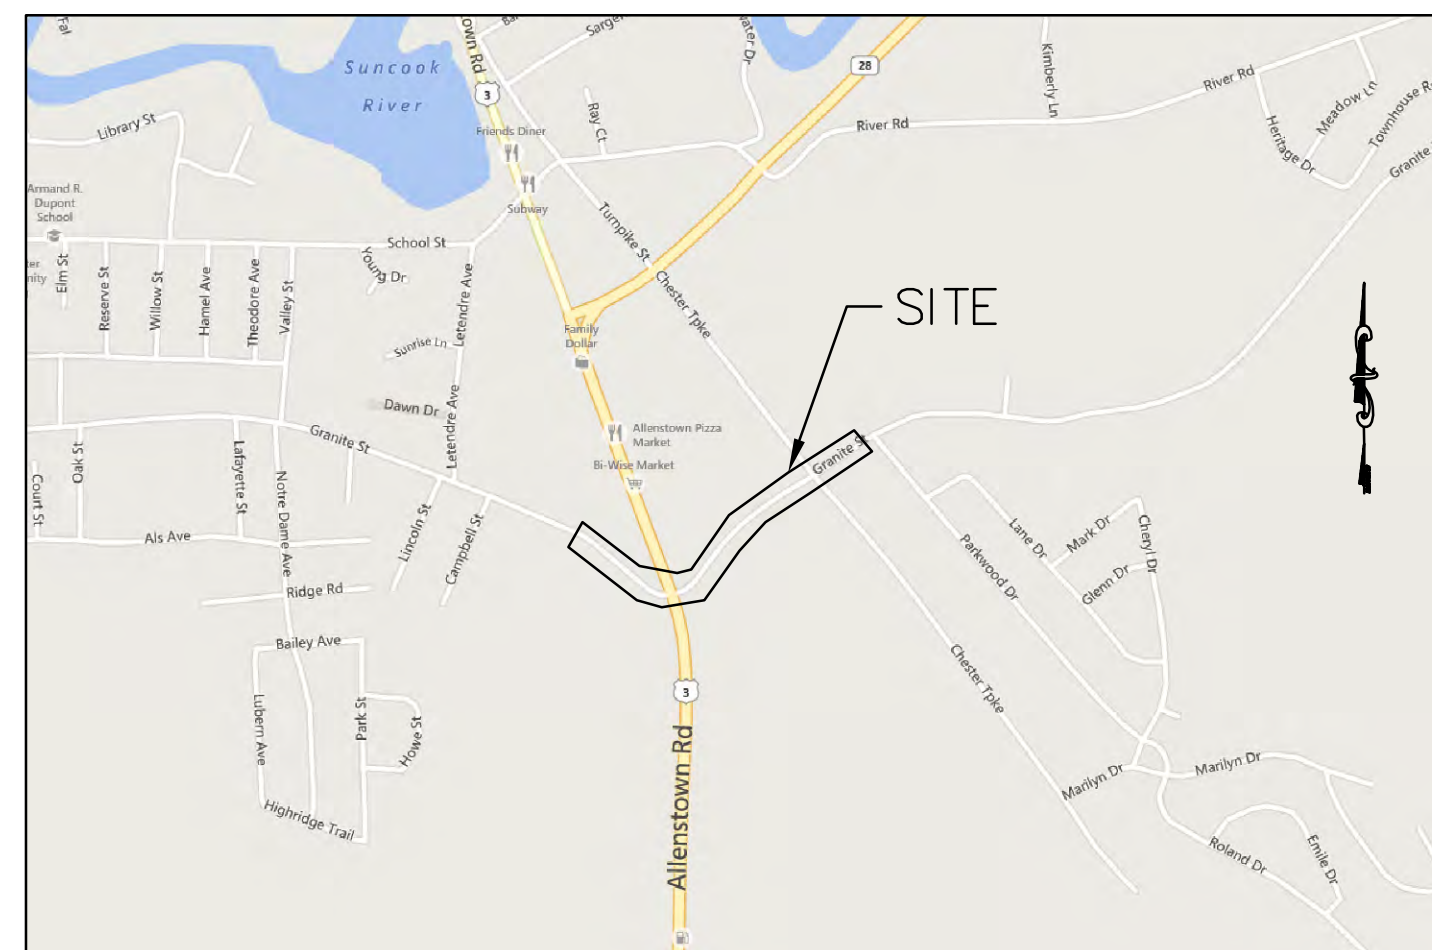 Fal
Suncook
River
Library St
Armand R.
Dupont
School
School St
Elm St
Reserve St
Willow St
Hamel Ave
Theodore Ave
Valley St
Young Dr
Letendre Ave
Sunrise Ln
Dawn Dr
Letendre Ave
Granite St
Oak St
Court St
Lafayette St
Notre Dame Ave
Als Ave
Lincoln St
Campbell St
Ridge Rd
Bailey Ave
Lubern Ave
Park St
Howe St
Highridge Trail
3
Friends Diner
Subway
Sarge
Ray Ct
28
River Rd
Kimberly Ln
River Rd
Heritage Dr
Meadow Ln
Townhouse R
Granite
Turnpike St
Chester Tpke
Family
Dollar
SITE
Allenstown Pizza
Market
Bi-Wise Market
Granite St
Lane Dr
Mark Dr
Cheryl Dr
Glenn Dr
Parkwood Dr
Chester Tpke
3
Allenstown Rd
Marilyn Dr
Marilyn Dr
Roland Dr
Emile Dr